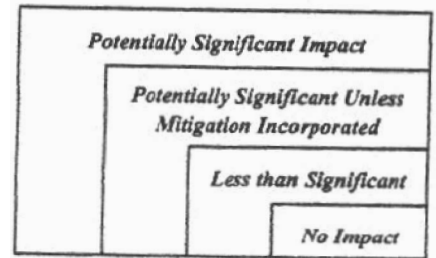 Potentially Significant Impact
Potentially Significant Unless
Mitigation Incorporated
Less than Significant
No Impact